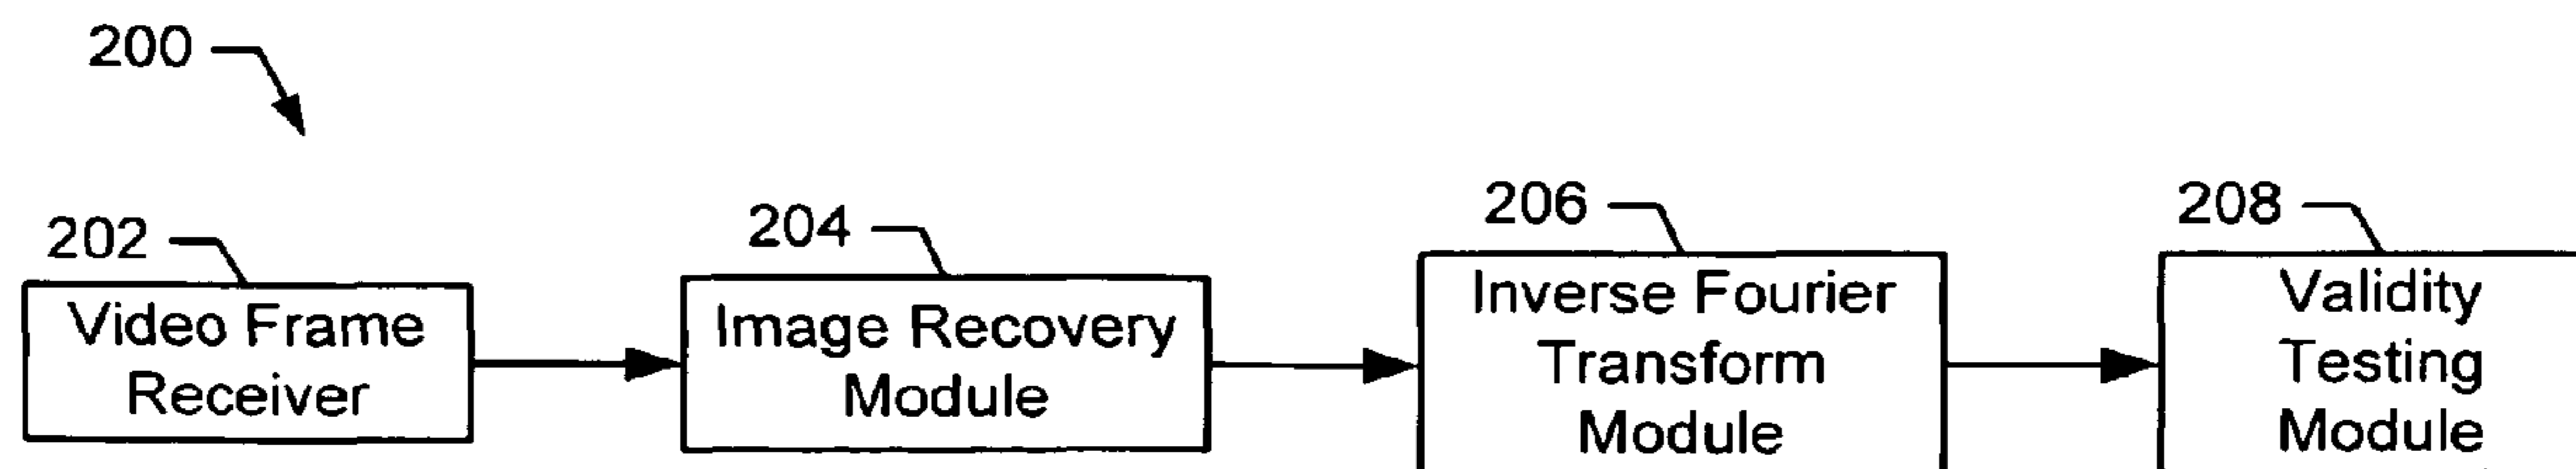 200
202
Video Frame
Receiver
204
Image Recovery
Module
206
Inverse Fourier
Transform
Module
208
Validity
Testing
Module